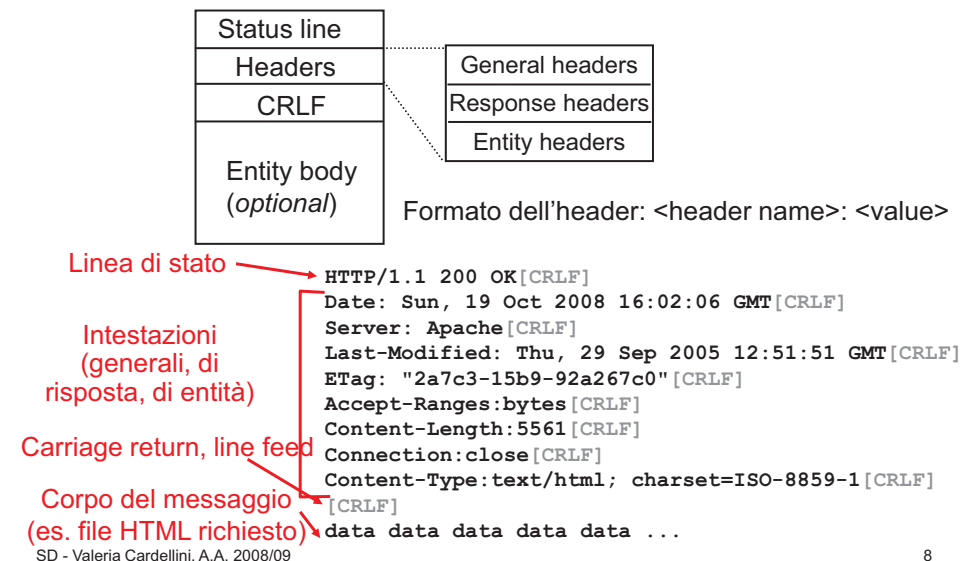 Status line
Headers
CRLF
Entity body
(optional)
General headers
Response headers
Entity headers
Formato dell'header: <header name>: <value>
Linea di stato
Intestazioni
(generali, di
risposta, di entità)
Carriage return, line feed
Corpo del messaggio
(es. file HTML richiesto)
HTTP/1.1 200 OK[CRLF]
Date: Sun, 19 Oct 2008 16:02:06 GMT[CRLF]
Server: Apache[CRLF]
Last-Modified: Thu, 29 Sep 2005 12:51:51 GMT[CRLF]
ETag: "2a7c3-15b9-92a267c0"[CRLF]
Accept-Ranges:bytes[CRLF]
Content-Length:5561[CRLF]
Connection:close[CRLF]
Content-Type:text/html; charset=ISO-8859-1[CRLF]
[CRLF]
data data data data data ...
SD - Valeria Cardellini, A.A. 2008/09
8